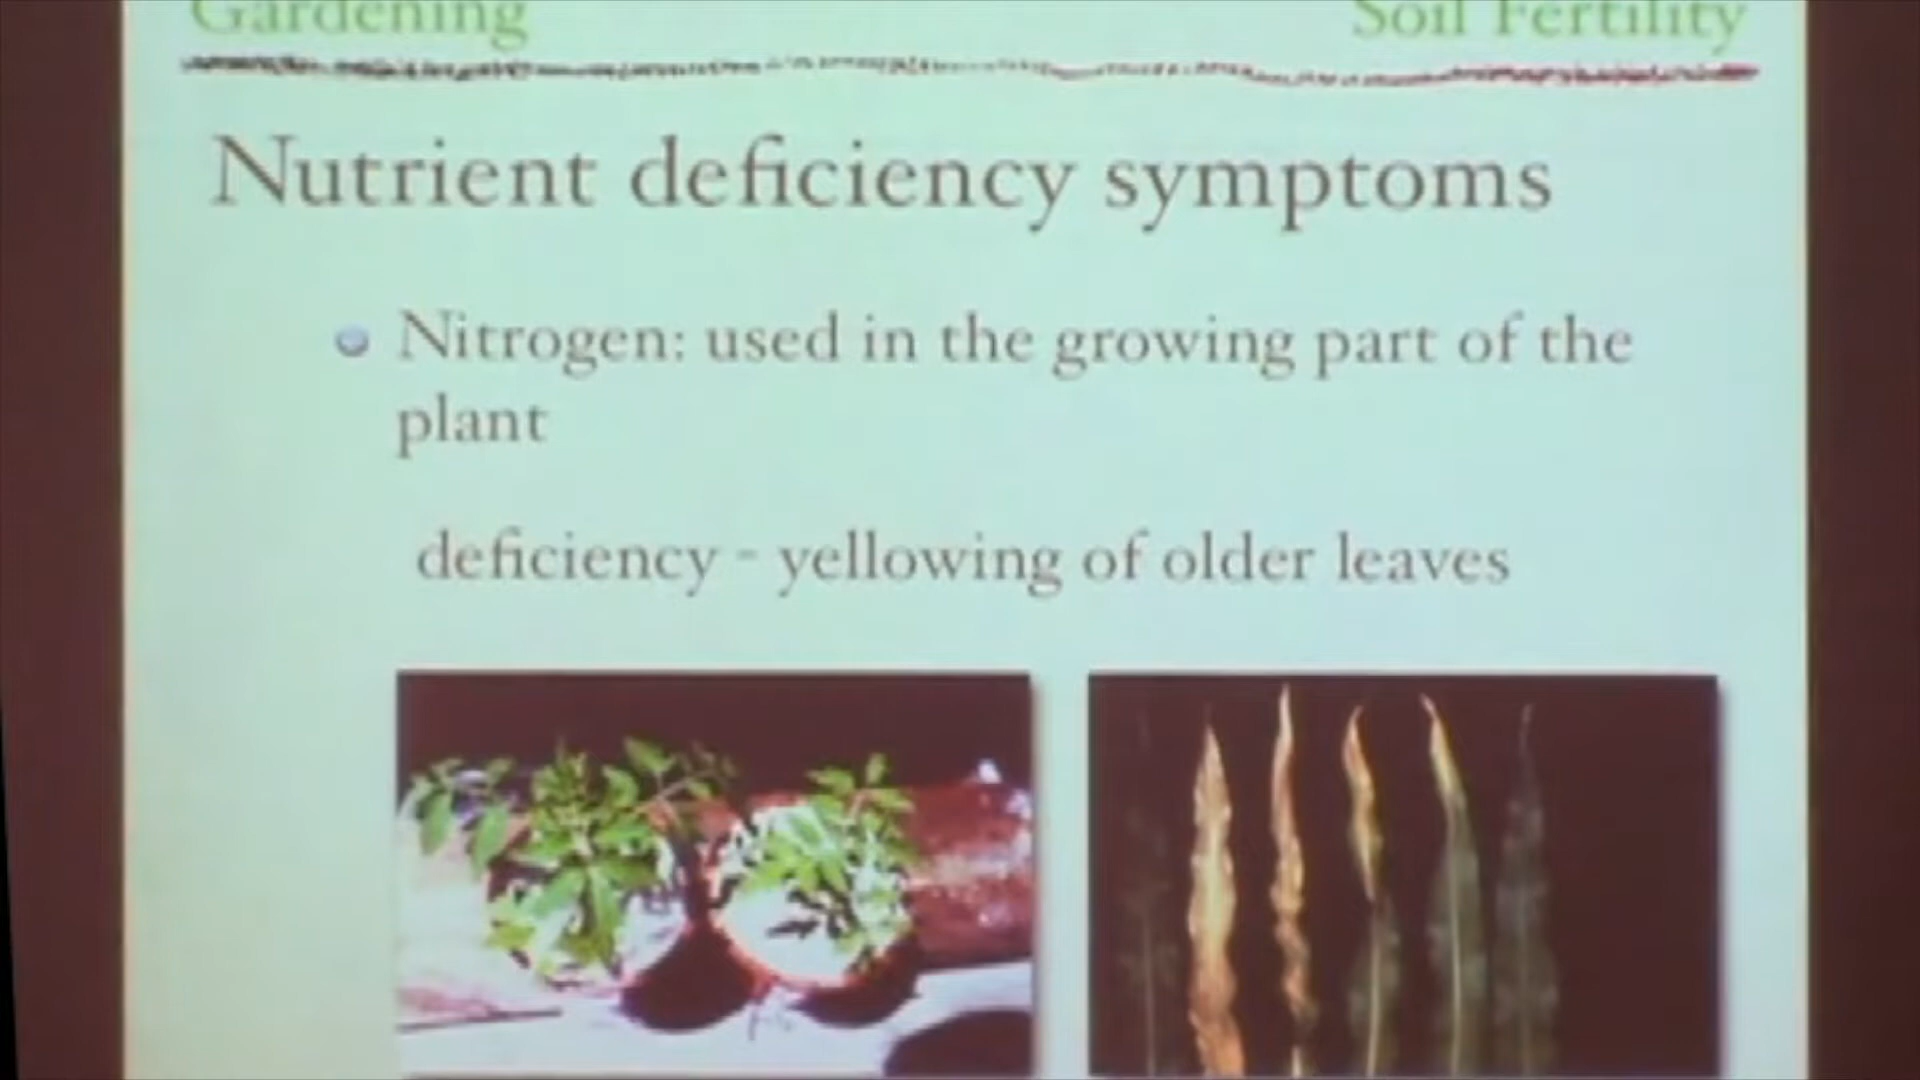 Gardening Soil Fertility
Nutrient deficiency symptoms
Nitrogen: used in the growing part of the
plant
deficiency - yellowing of older leaves